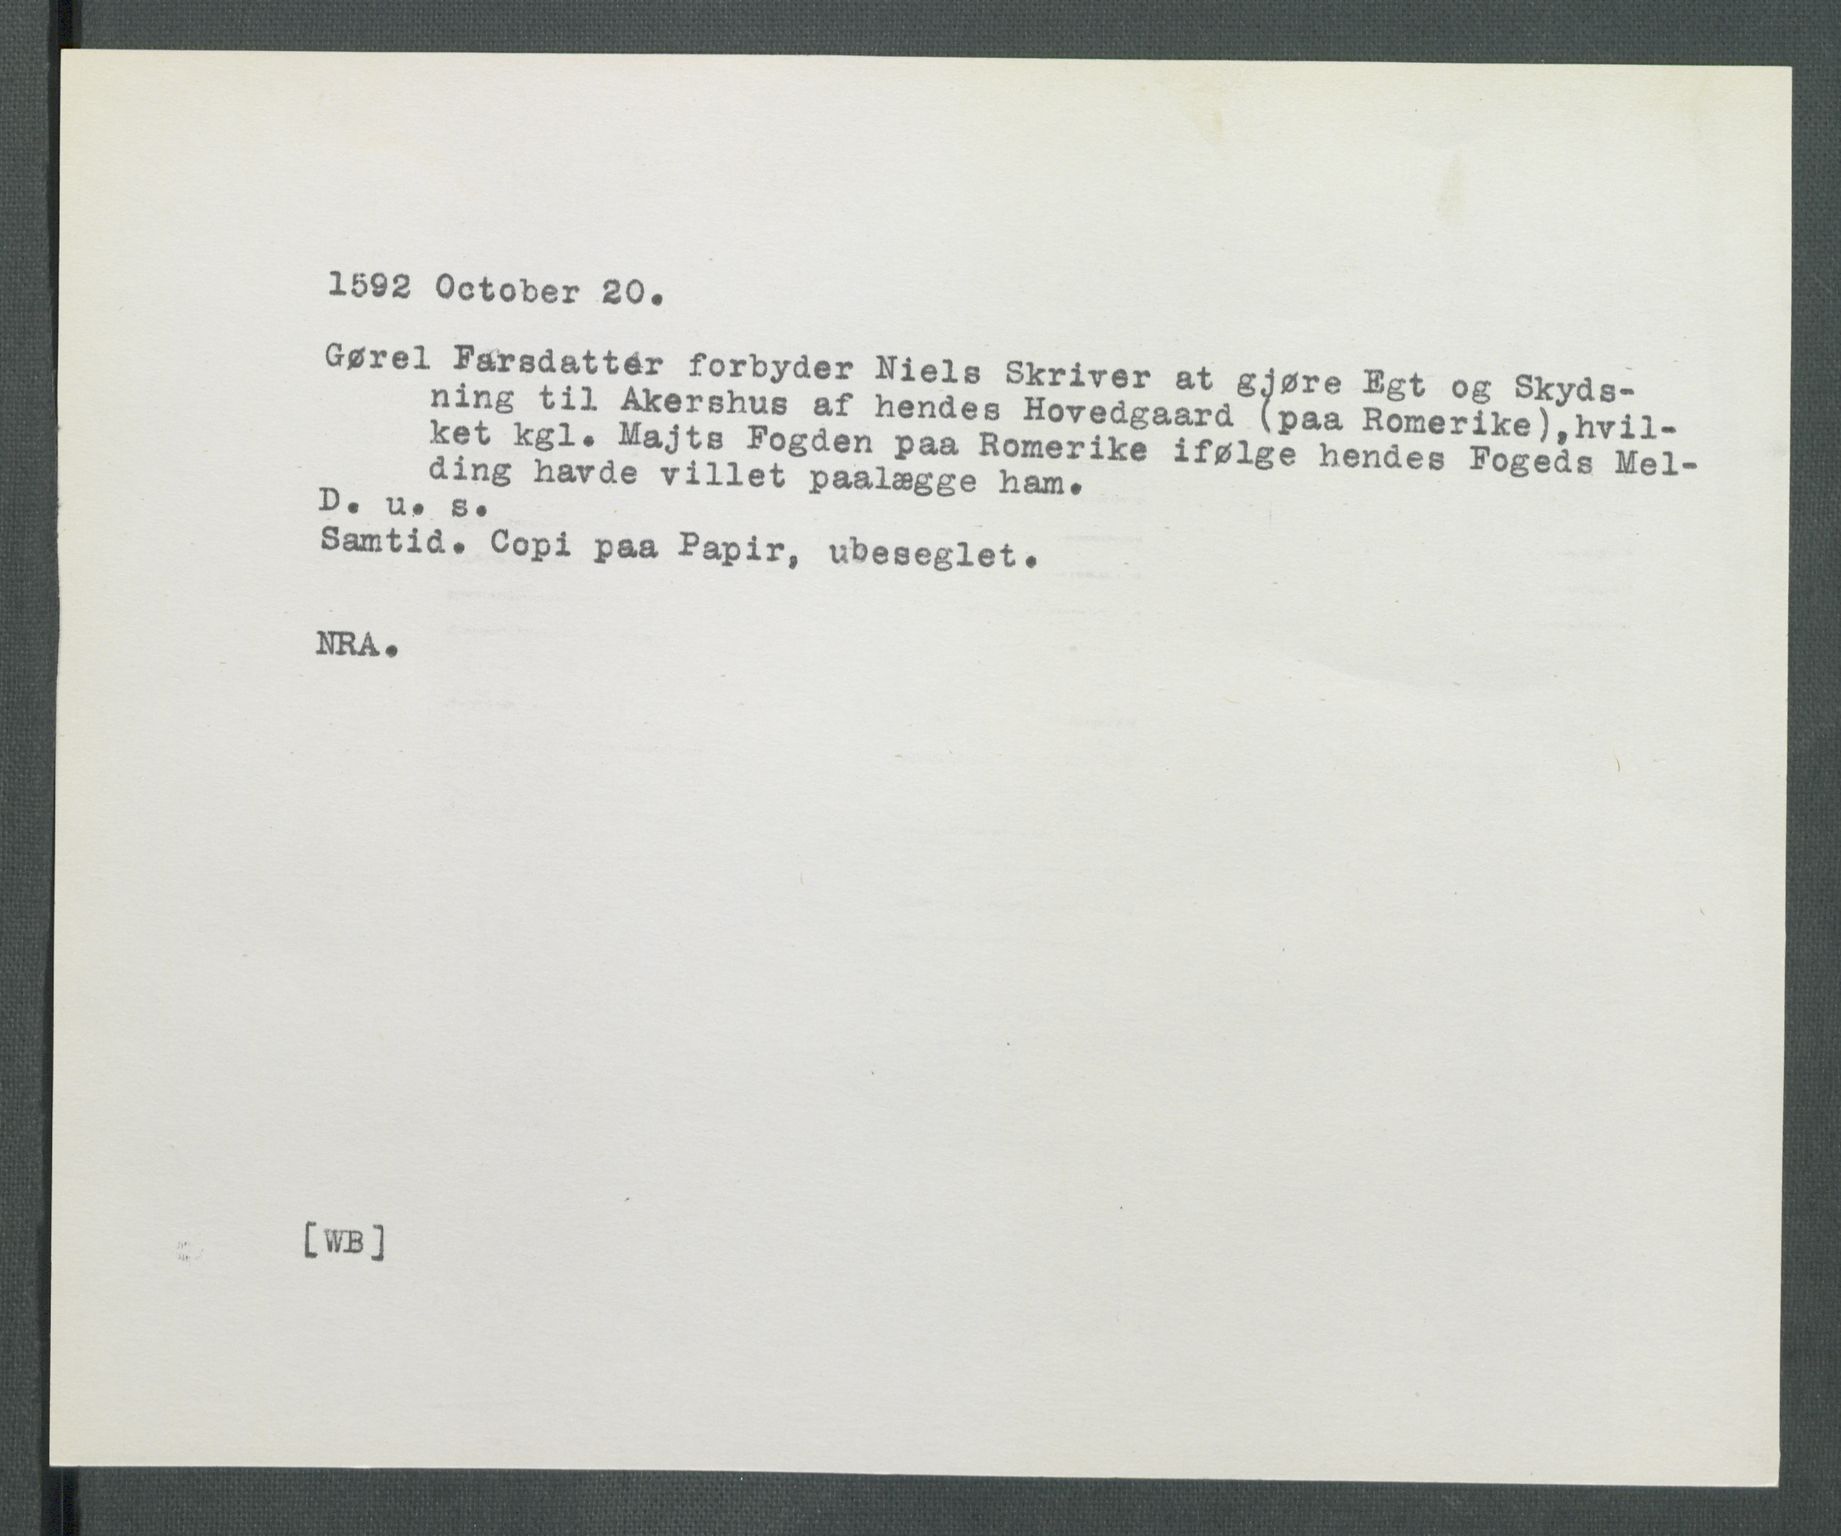 1592 October 20.
Gørel Farsdatter forbyder Niels Skriver at gjøre Egt og Skyds-
ning til Akershus af hendes Hovedgaard (paa Romerike),hvil-
ket kgl. Majts Fogden paa Romerike ifølge hendes Fogeds Mel-
ding havde villet paalægge ham.
D. u. s.
Samtid. Copi paa Papir, ubeseglet.
NRA.
[WB]